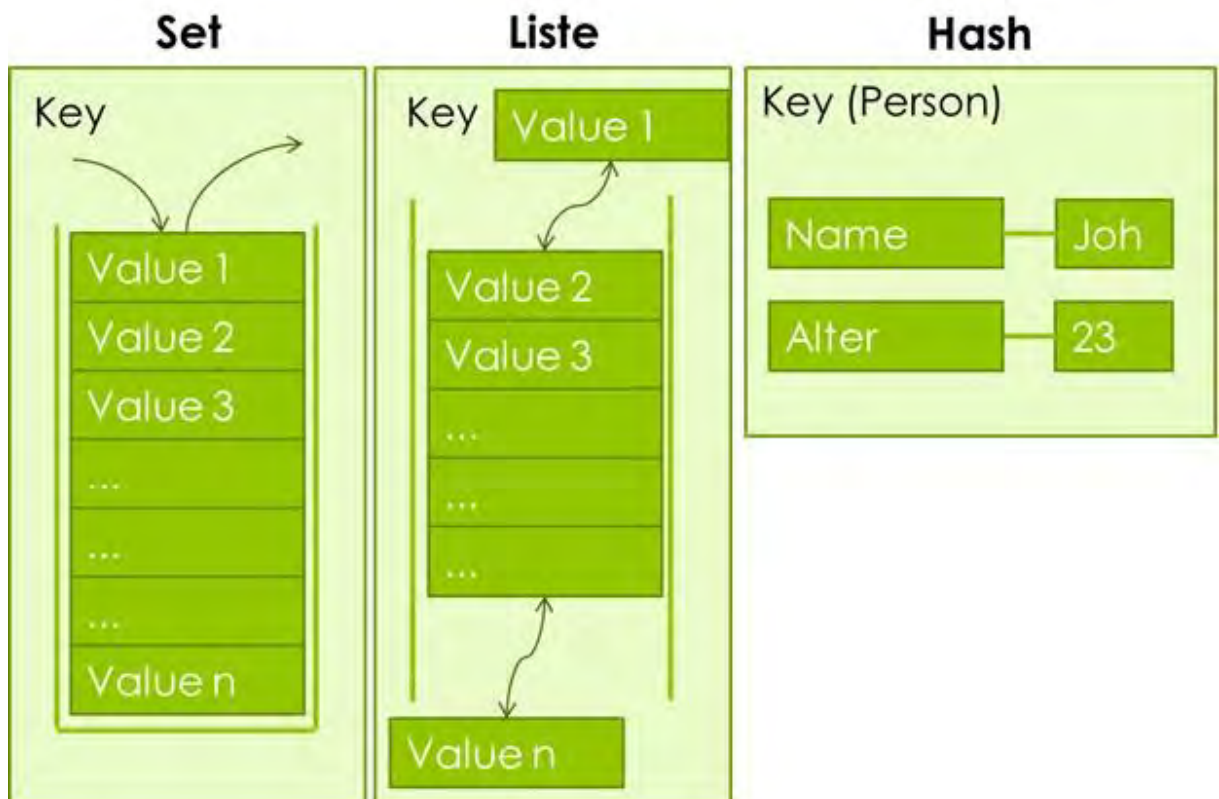 Set
Key
Value 1
Value 2
Value 3
...
...
...
Value n
Liste
Key
Value 1
Value 2
Value 3
...
...
...
Value n
Hash
Key (Person)
Name
Joh
Alter
23